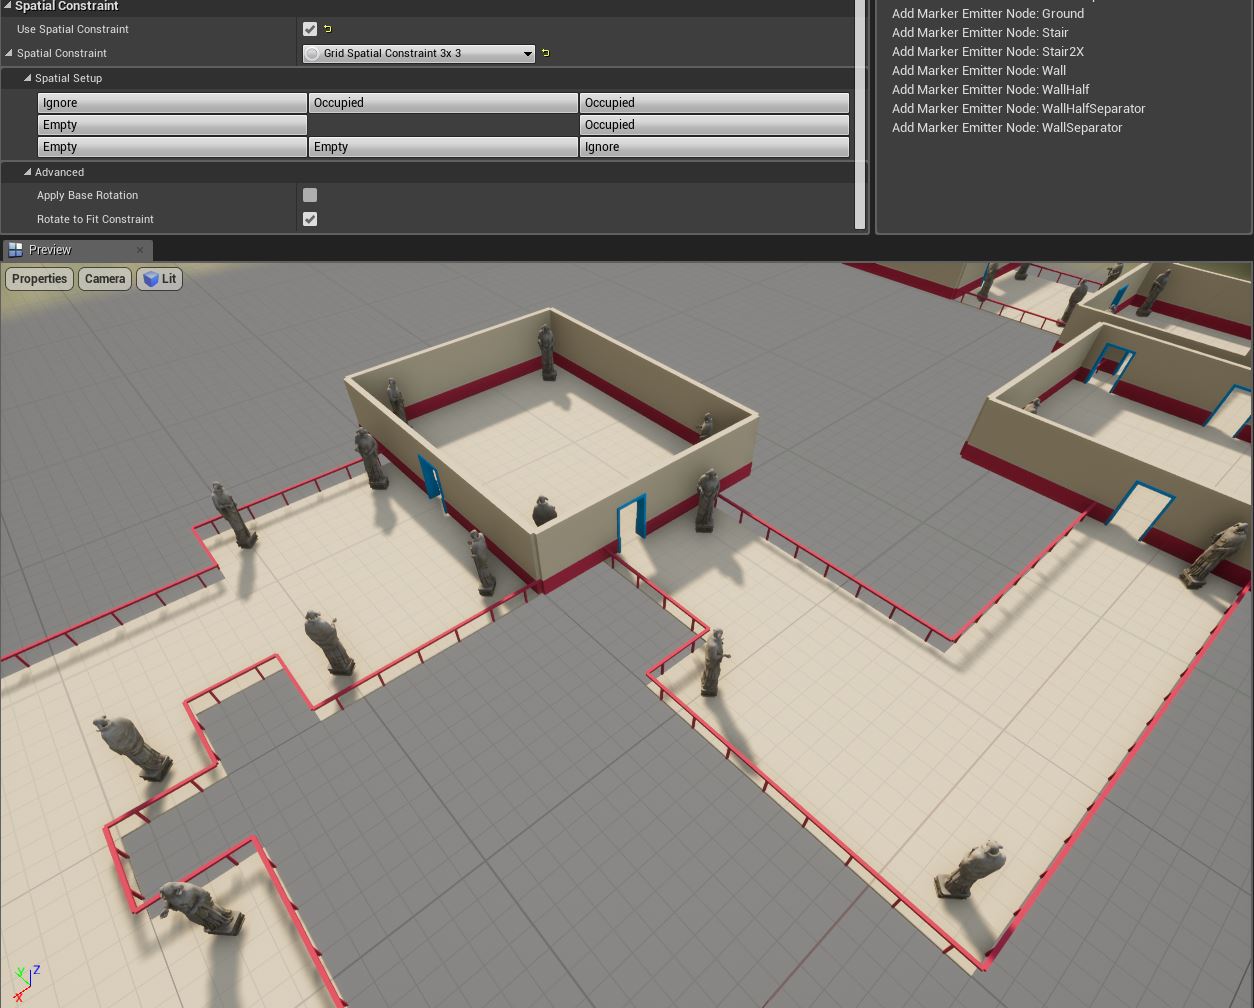 Spatial Constraint
Use Spatial Constraint
Spatial Constraint
Grid Spatial Constraint 3x 3
Spatial Setup
Ignore
Occupied
Occupied
Empty
Occupied
Empty
Empty
Ignore
Advanced
Apply Base Rotation
Rotate to Fit Constraint
Add Marker Emitter Node: Ground
Add Marker Emitter Node: Stair
Add Marker Emitter Node: Stair2X
Add Marker Emitter Node: Wall
Add Marker Emitter Node: WallHalf
Add Marker Emitter Node: WallHalfSeparator
Add Marker Emitter Node: WallSeparator
Preview
Properties
Camera
Lit
Y
Z
X